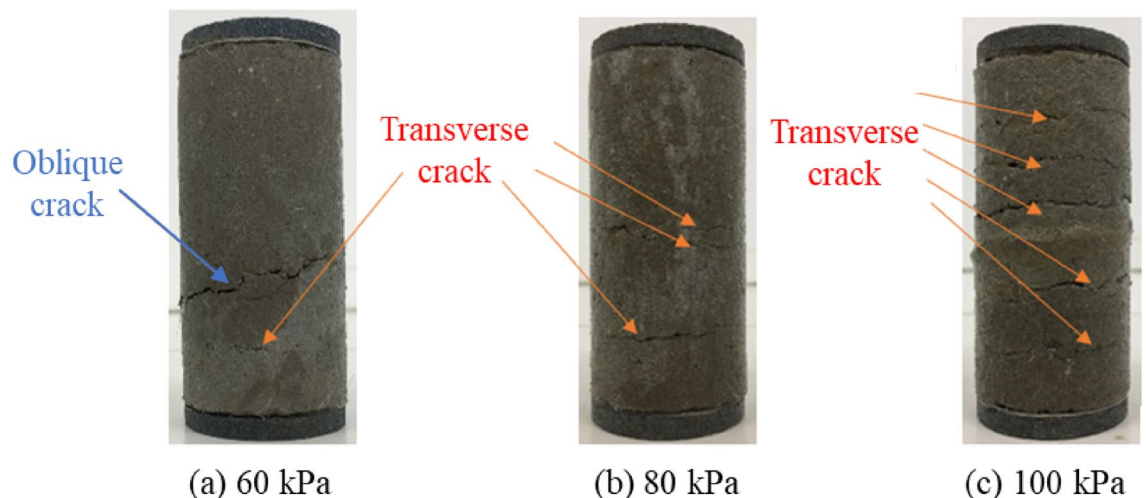 Oblique
crack
Transverse
crack
Transverse
crack
(a) 60 kPa
(b) 80 kPa
(c) 100 kPa